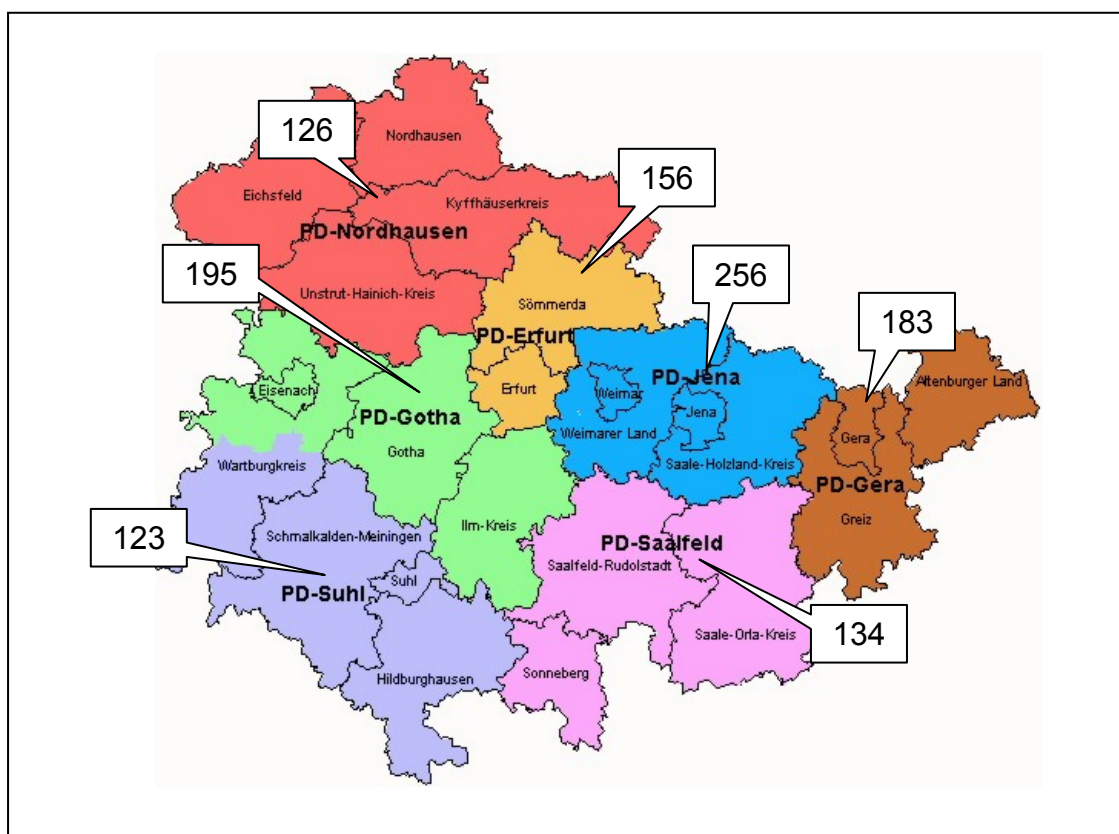 Nordhausen
126
156
Eichsfeld
Kyffhäuserkreis
PD-Nordhausen
195
256
Unstrut-Hainich-Kreis
Sömmerda
183
PD-Erfurt
PD-Jena
Altenburger Land
Eisenach
Erfurt
Weimar
Jena
PD-Gotha
Weimarer Land
Gera
Gotha
Wartburgkreis
Saale-Holzland-Kreis
PD-Gera
Greiz
123
Schmalkalden-Meiningen
Ilm-Kreis
PD-Saalfeld
Saalfeld-Rudolstadt
Suhl
PD-Suhl
134
Saale-Orla-Kreis
Sonneberg
Hildburghausen